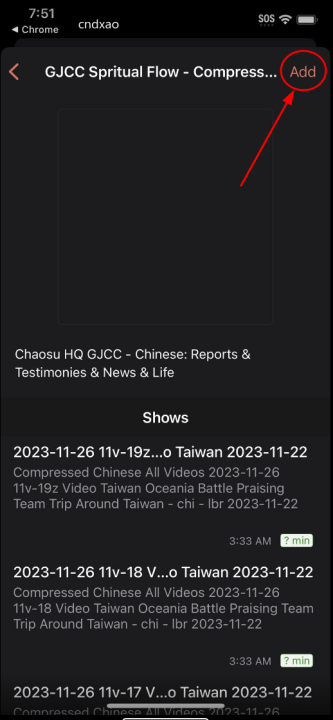 7:51
SOS
◀ Chrome
cndxao
GJCC Spritual Flow - Compress...
Add
Chaosu HQ GJCC - Chinese: Reports &
Testimonies & News & Life
Shows
2023-11-26 11v-19z...o Taiwan 2023-11-22
Compressed Chinese All Videos 2023-11-26
11v-19z Video Taiwan Oceania Battle Praising
Team Trip Around Taiwan - chi - lbr 2023-11-22
3:33 AM ? min
2023-11-26 11v-18 V...o Taiwan 2023-11-22
Compressed Chinese All Videos 2023-11-26
11v-18 Video Taiwan Oceania Battle Praising Team
Trip Around Taiwan - chi - lbr 2023-11-22
3:33 AM ? min
2023-11-26 11v-17 V...o Taiwan 2023-11-22
Compressed Chinese All Videos 2023-11-26